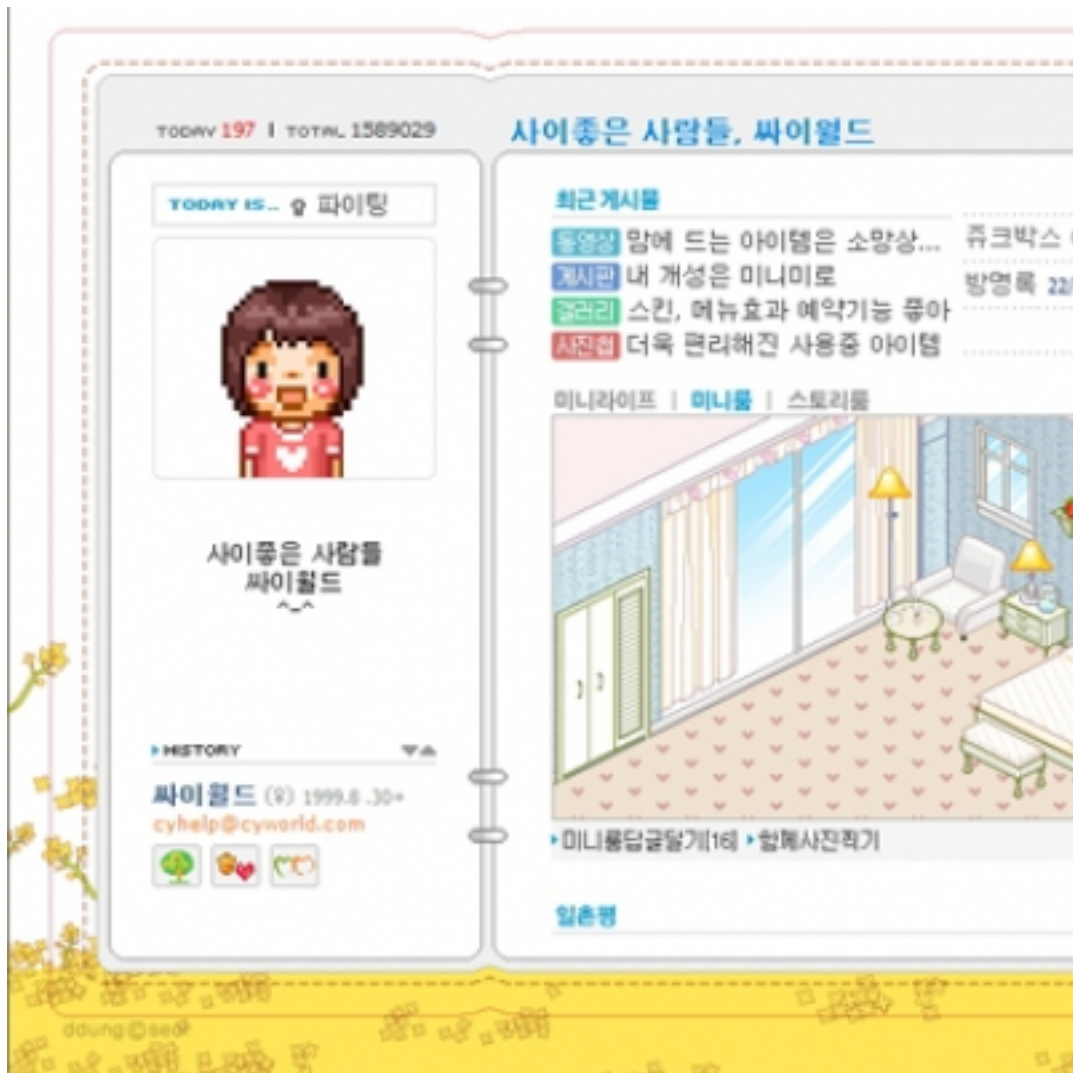 TODAY 197 | TOTAL 1589029
사이좋은 사람들, 싸이월드
TODAY IS... 파이팅
사이좋은 사람들
싸이월드
^_^
HISTORY
싸이월드 (♀) 1999.8 .30*
cyhelp@cyworld.com
최근 게시물
동영상 맘에 드는 아이템은 소망상...
게시판 내 개성은 미니미로
갤러리 스킨, 메뉴효과 예약기능 좋아
사진첩 더욱 편리해진 사용중 아이템
쥬크박스
방명록 22/
미니라이프 | 미니룸 | 스토리룸
미니룸답글달기[16] 함께사진찍기
일촌평
ddung©seol